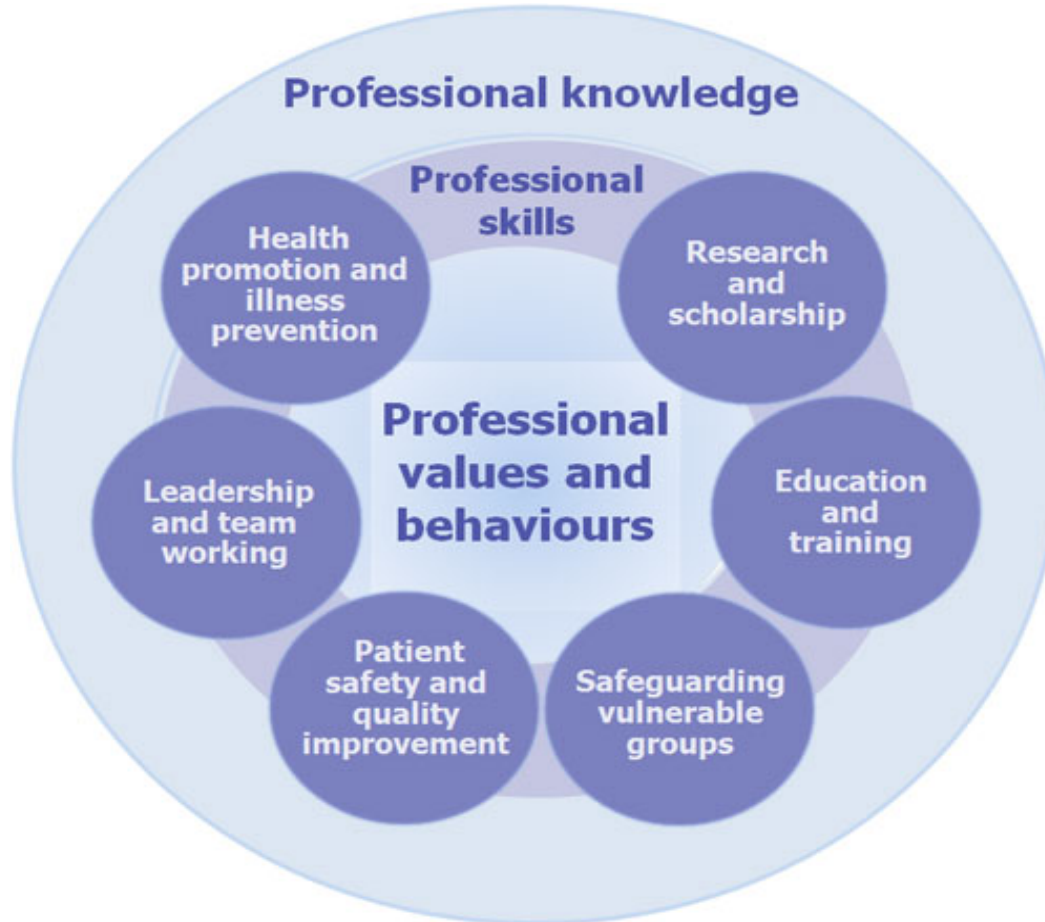 Professional knowledge
Professional
skills
Health
promotion and
illness
prevention
Research
and
scholarship
Professional
values and
behaviours
Leadership
and team
working
Education
and
training
Patient
safety and
quality
improvement
Safeguarding
vulnerable
groups